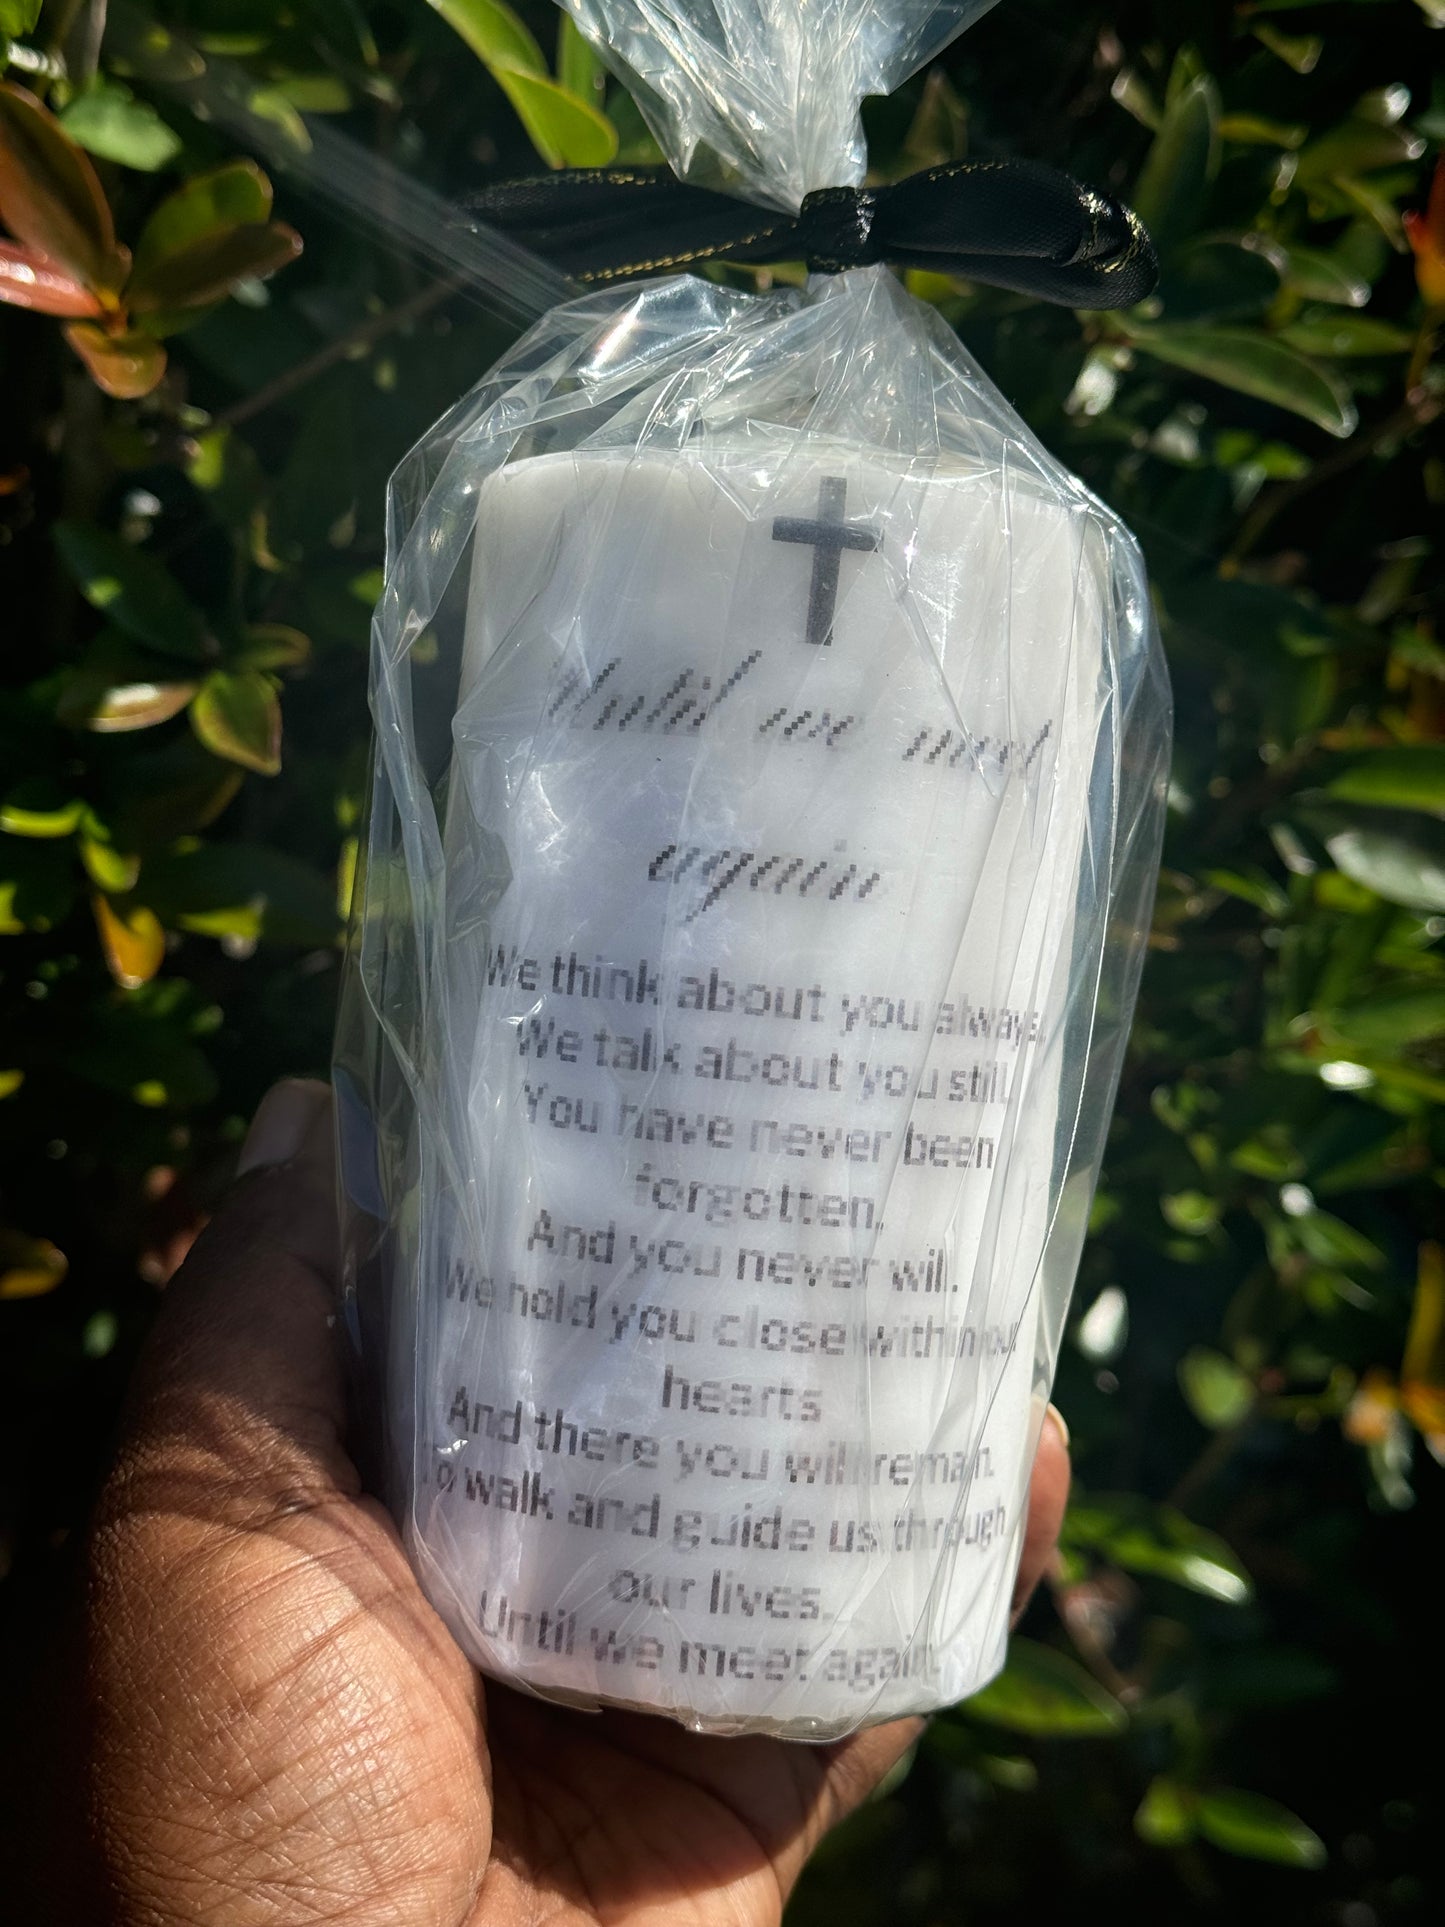 Until we meet
again
We think about you always,
We talk about you still,
You have never been
forgotten,
And you never will.
We hold you close within our
hearts
And there you will remain.
To walk and guide us through
our lives.
Until we meet again.